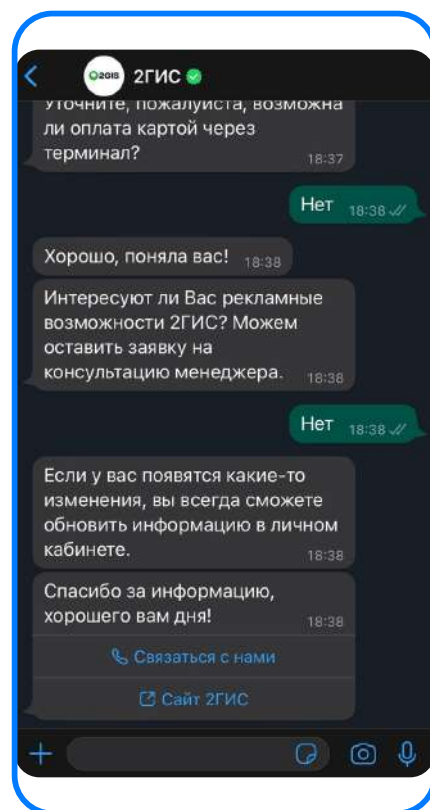 2GIS 2ГИС
Уточните, пожалуйста, возможна
ли оплата картой через
терминал?
18:37
Нет 18:38
Хорошо, поняла вас! 18:38
Интересуют ли Вас рекламные
возможности 2ГИС? Можем
оставить заявку на
консультацию менеджера. 18:38
Нет 18:38
Если у вас появятся какие-то
изменения, вы всегда сможете
обновить информацию в личном
кабинете. 18:38
Спасибо за информацию,
хорошего вам дня! 18:38
Связаться с нами
Сайт 2ГИС